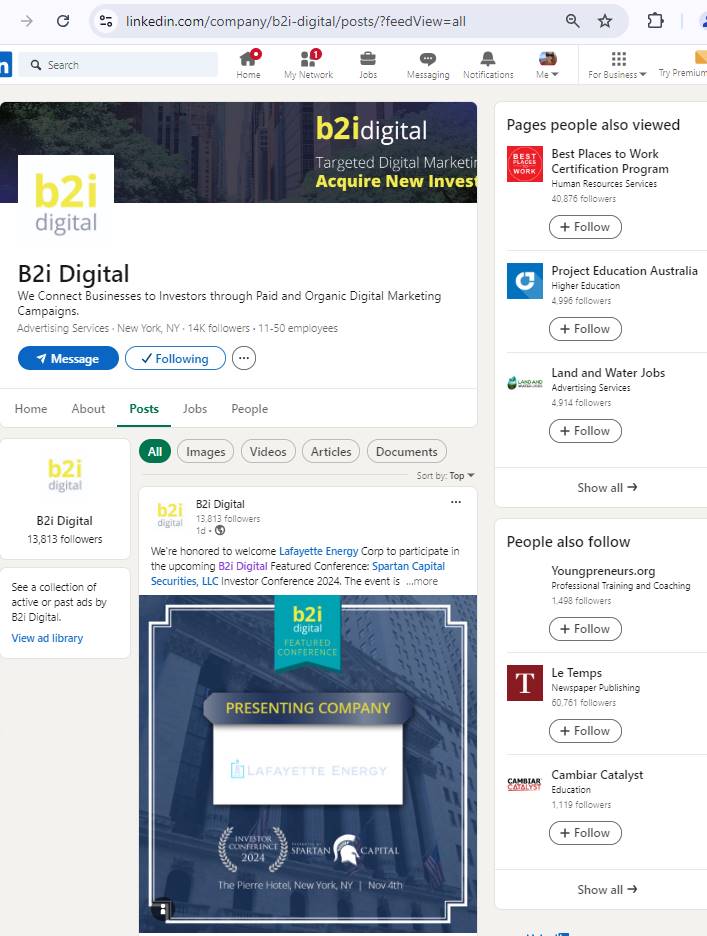 linkedin.com/company/b2i-digital/posts/?feedView=all
Search
Home
My Network
1
Jobs
Messaging
Notifications
Me
For Business
Try Premium
b2idigital
Targeted Digital Marketin
Acquire New Invest
b2i
digital
B2i Digital
We Connect Businesses to Investors through Paid and Organic Digital Marketing
Campaigns.
Advertising Services · New York, NY · 14K followers · 11-50 employees
Message
Following
Home
About
Posts
Jobs
People
b2i
digital
B2i Digital
13,813 followers
See a collection of
active or past ads by
B2i Digital.
View ad library
All
Images
Videos
Articles
Documents
Sort by: Top
b2i
digital
B2i Digital
13,813 followers
1d •
We're honored to welcome Lafayette Energy Corp to participate in
the upcoming B2i Digital Featured Conference: Spartan Capital
Securities, LLC Investor Conference 2024. The event is ...more
b2i
digital
FEATURED
CONFERENCE
PRESENTING COMPANY
LAFAYETTE ENERGY
INVESTOR
CONFERENCE
2024
SPARTAN CAPITAL
The Pierre Hotel, New York, NY | Nov 4th
Pages people also viewed
BEST
PLACES TO
WORK
Best Places to Work
Certification Program
Human Resources Services
40,876 followers
+ Follow
Project Education Australia
Higher Education
4,996 followers
+ Follow
LAND AND
WATER JOBS
Land and Water Jobs
Advertising Services
4,914 followers
+ Follow
Show all →
People also follow
Youngpreneurs.org
Professional Training and Coaching
1,498 followers
+ Follow
T
Le Temps
Newspaper Publishing
60,761 followers
+ Follow
CAMBIAR
CATALYST
Cambiar Catalyst
Education
1,119 followers
+ Follow
Show all →